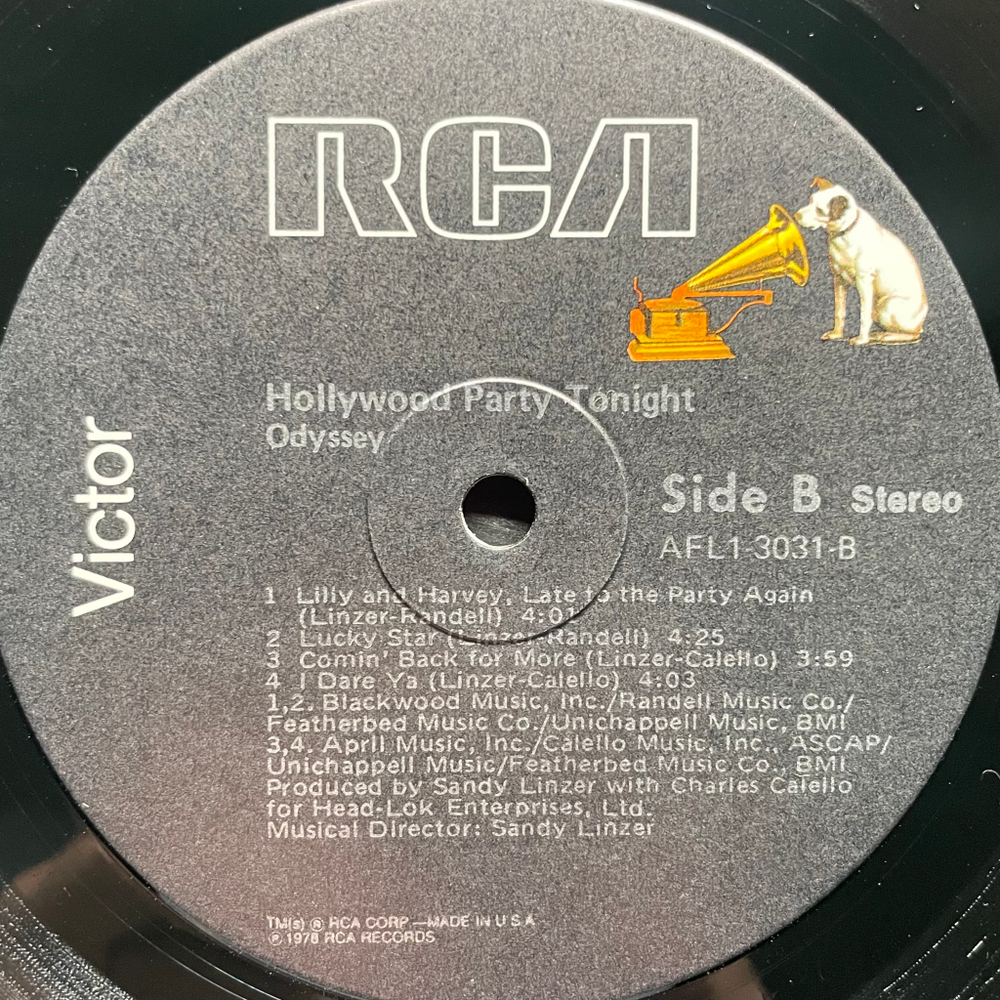 RCA
Victor
Hollywood Party Tonight
Odyssey
Side B Stereo
AFL1-3031-B
1 Lilly and Harvey, Late to the Party Again
(Linzer-Randell) 4:01
2 Lucky Star (Linzer-Randell) 4:25
3 Comin' Back for More (Linzer-Calello) 3:59
4 I Dare Ya (Linzer-Calello) 4:03
1,2. Blackwood Music, Inc./Randell Music Co./
Featherbed Music Co./Unichappell Music, BMI
3,4. April Music, Inc./Calello Music, Inc., ASCAP/
Unichappell Music/Featherbed Music Co., BMI
Produced by Sandy Linzer with Charles Calello
for Head-Lok Enterprises, Ltd.
Musical Director: Sandy Linzer
TM(s) ® RCA CORP.—MADE IN U.S.A.
℗ 1978 RCA RECORDS